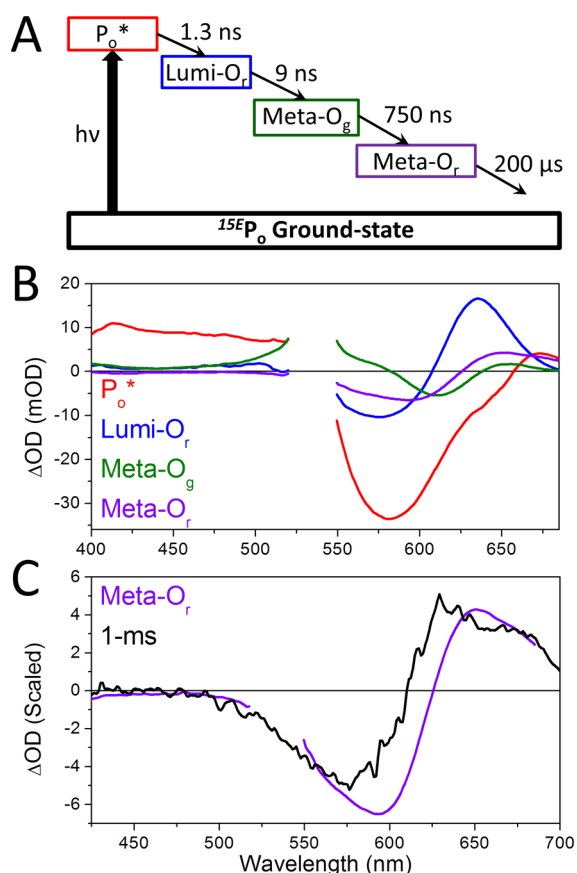 A
Po*
1.3 ns
Lumi-Or
9 ns
hν
Meta-Og
750 ns
Meta-Or
200 μs
15EPo Ground-state
B
20
10
0
-10
-20
-30
ΔOD (mOD)
Po*
Lumi-Or
Meta-Og
Meta-Or
400 450 500 550 600 650
C
6
4
2
0
-2
-4
-6
ΔOD (Scaled)
Meta-Or
1-ms
450 500 550 600 650 700
Wavelength (nm)